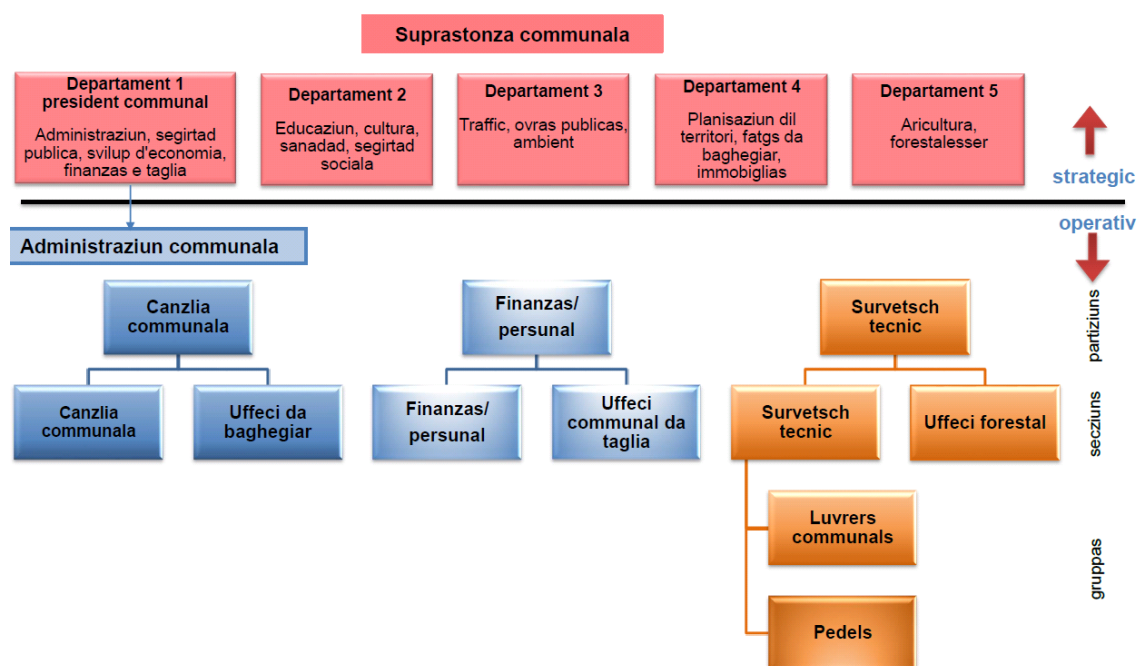 Suprastonza communala
Departament 1
president communal
Administraziun, segirtad
publica, svilup d'economia,
finanzas e taglia
Departament 2
Educaziun, cultura,
sanadad, segirtad
sociala
Departament 3
Traffic, ovras publicas,
ambient
Departament 4
Planisaziun dil
territori, fatgs da
baghegiar,
immobiglias
Departament 5
Aricultura,
forestalesser
strategic
operativ
Administraziun communala
Canzlia
communala
Finanzas/
persunal
Survetsch
tecnic
partiziuns
Canzlia
communala
Uffeci da
baghegiar
Finanzas/
persunal
Uffeci
communal da
taglia
Survetsch
tecnic
Uffeci forestal
secziuns
Luvrers
communals
Pedels
gruppas